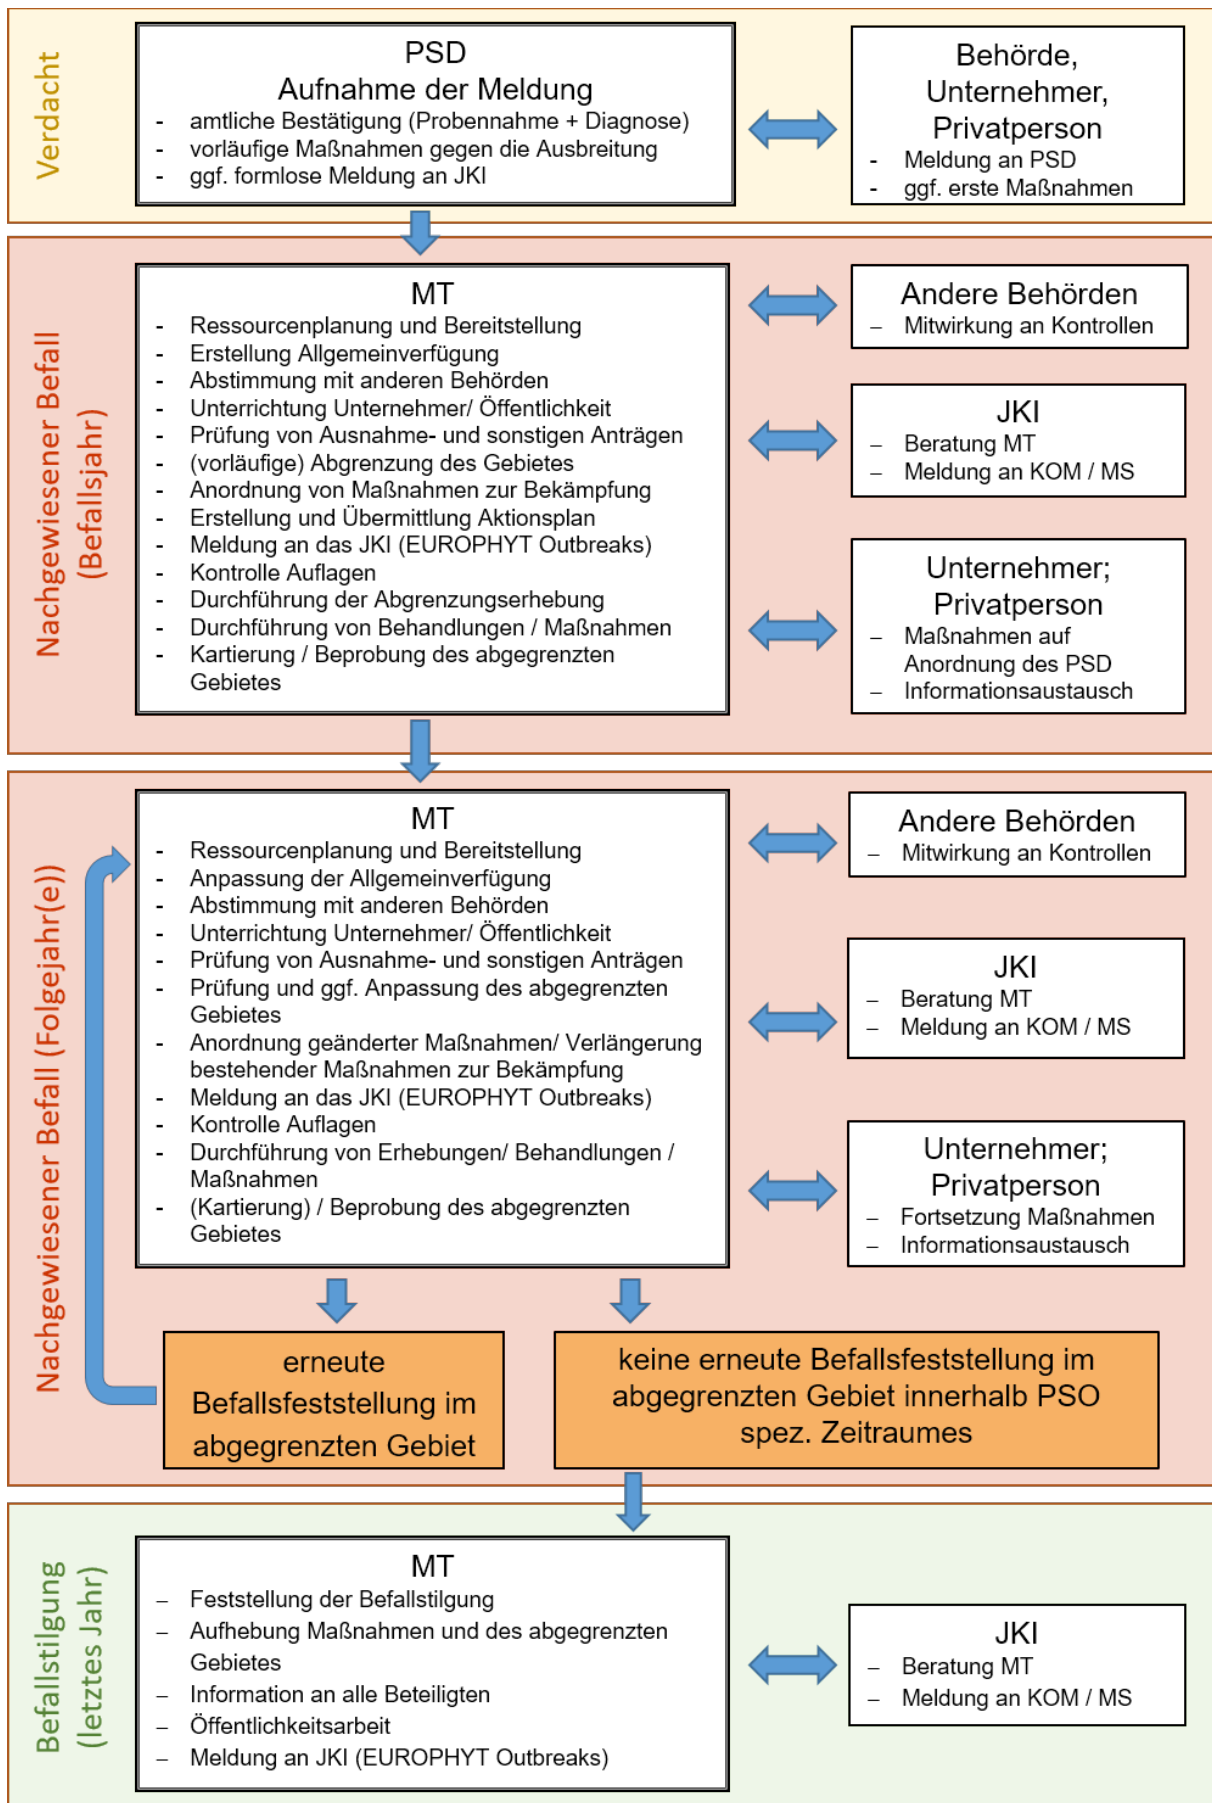 Verdacht
PSD
Aufnahme der Meldung
- amtliche Bestätigung (Probennahme + Diagnose)
- vorläufige Maßnahmen gegen die Ausbreitung
- ggf. formlose Meldung an JKI
Behörde,
Unternehmer,
Privatperson
- Meldung an PSD
- ggf. erste Maßnahmen
Nachgewiesener Befall
(Befallsjahr)
MT
- Ressourcenplanung und Bereitstellung
- Erstellung Allgemeinverfügung
- Abstimmung mit anderen Behörden
- Unterrichtung Unternehmer/ Öffentlichkeit
- Prüfung von Ausnahme- und sonstigen Anträgen
- (vorläufige) Abgrenzung des Gebietes
- Anordnung von Maßnahmen zur Bekämpfung
- Erstellung und Übermittlung Aktionsplan
- Meldung an das JKI (EUROPHYT Outbreaks)
- Kontrolle Auflagen
- Durchführung der Abgrenzungserhebung
- Durchführung von Behandlungen / Maßnahmen
- Kartierung / Beprobung des abgegrenzten
Gebietes
Andere Behörden
– Mitwirkung an Kontrollen
JKI
– Beratung MT
– Meldung an KOM / MS
Unternehmer;
Privatperson
– Maßnahmen auf
Anordnung des PSD
– Informationsaustausch
Nachgewiesener Befall (Folgejahr(e))
MT
- Ressourcenplanung und Bereitstellung
- Anpassung der Allgemeinverfügung
- Abstimmung mit anderen Behörden
- Unterrichtung Unternehmer/ Öffentlichkeit
- Prüfung von Ausnahme- und sonstigen Anträgen
- Prüfung und ggf. Anpassung des abgegrenzten
Gebietes
- Anordnung geänderter Maßnahmen/ Verlängerung
bestehender Maßnahmen zur Bekämpfung
- Meldung an das JKI (EUROPHYT Outbreaks)
- Kontrolle Auflagen
- Durchführung von Erhebungen/ Behandlungen /
Maßnahmen
- (Kartierung) / Beprobung des abgegrenzten
Gebietes
Andere Behörden
– Mitwirkung an Kontrollen
JKI
– Beratung MT
– Meldung an KOM / MS
Unternehmer;
Privatperson
– Fortsetzung Maßnahmen
– Informationsaustausch
erneute
Befallsfeststellung im
abgegrenzten Gebiet
keine erneute Befallsfeststellung im
abgegrenzten Gebiet innerhalb PSO
spez. Zeitraumes
Befallstilgung
(letztes Jahr)
MT
– Feststellung der Befallstilgung
– Aufhebung Maßnahmen und des abgegrenzten
Gebietes
– Information an alle Beteiligten
– Öffentlichkeitsarbeit
– Meldung an JKI (EUROPHYT Outbreaks)
JKI
– Beratung MT
– Meldung an KOM / MS